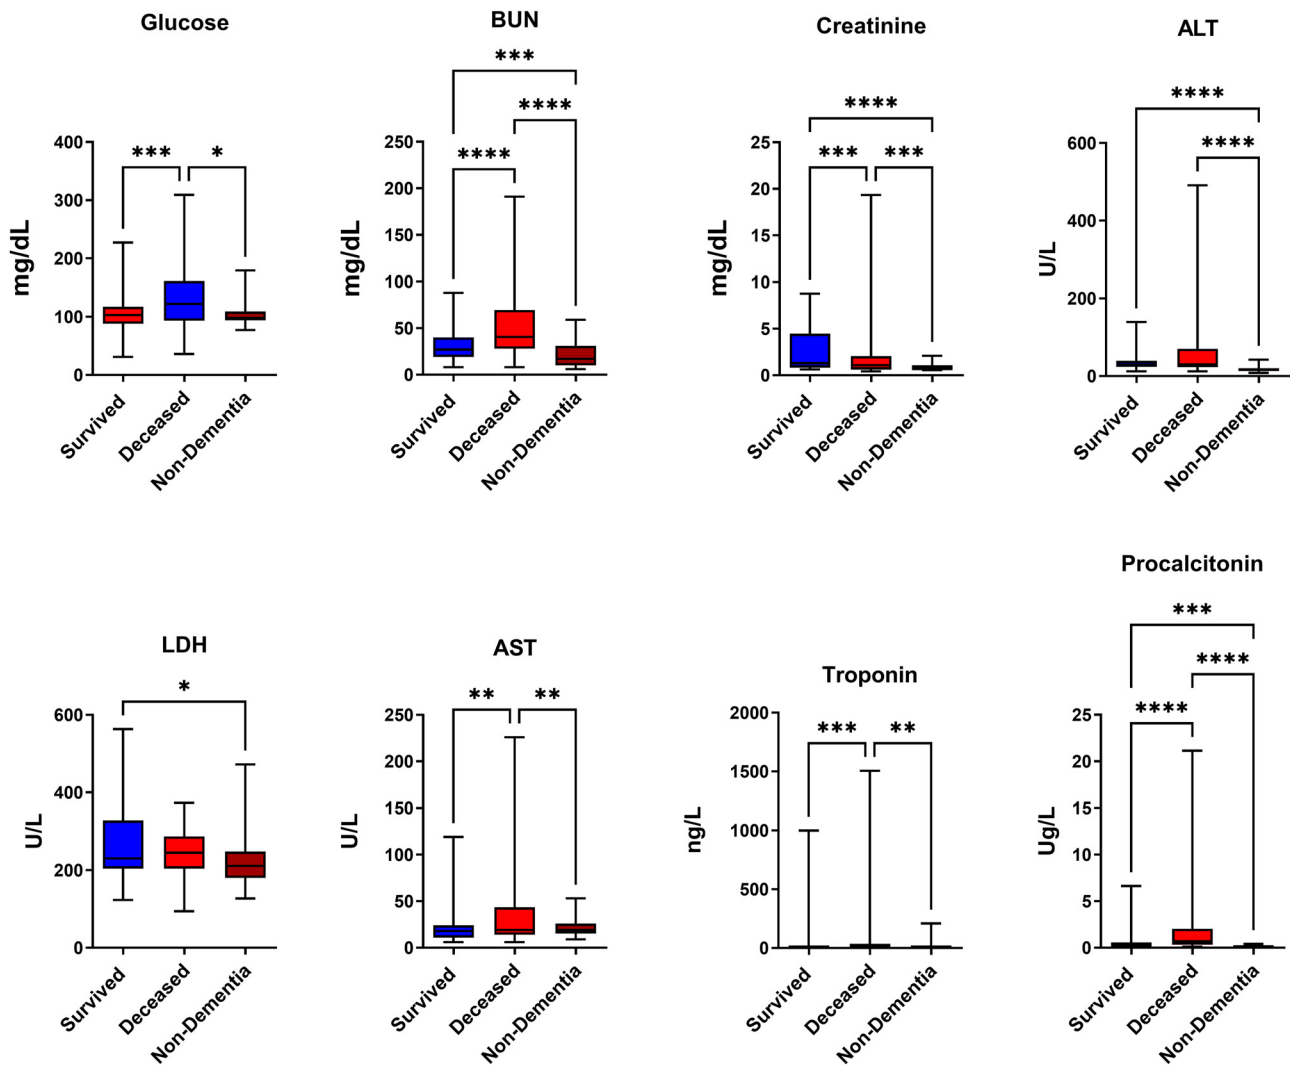 Glucose
***
*
400
300
200
100
0
mg/dL
Survived
Deceased
Non-Dementia
BUN
***
****
****
250
200
150
100
50
0
mg/dL
Survived
Deceased
Non-Dementia
Creatinine
****
***
***
25
20
15
10
5
0
mg/dL
Survived
Deceased
Non-Dementia
ALT
****
****
600
400
200
0
U/L
Survived
Deceased
Non-Dementia
LDH
*
600
400
200
0
U/L
Survived
Deceased
Non-Dementia
AST
**
**
250
200
150
100
50
0
U/L
Survived
Deceased
Non-Dementia
Troponin
***
**
2000
1500
1000
500
0
ng/L
Survived
Deceased
Non-Dementia
Procalcitonin
***
****
****
25
20
15
10
5
0
Ug/L
Survived
Deceased
Non-Dementia